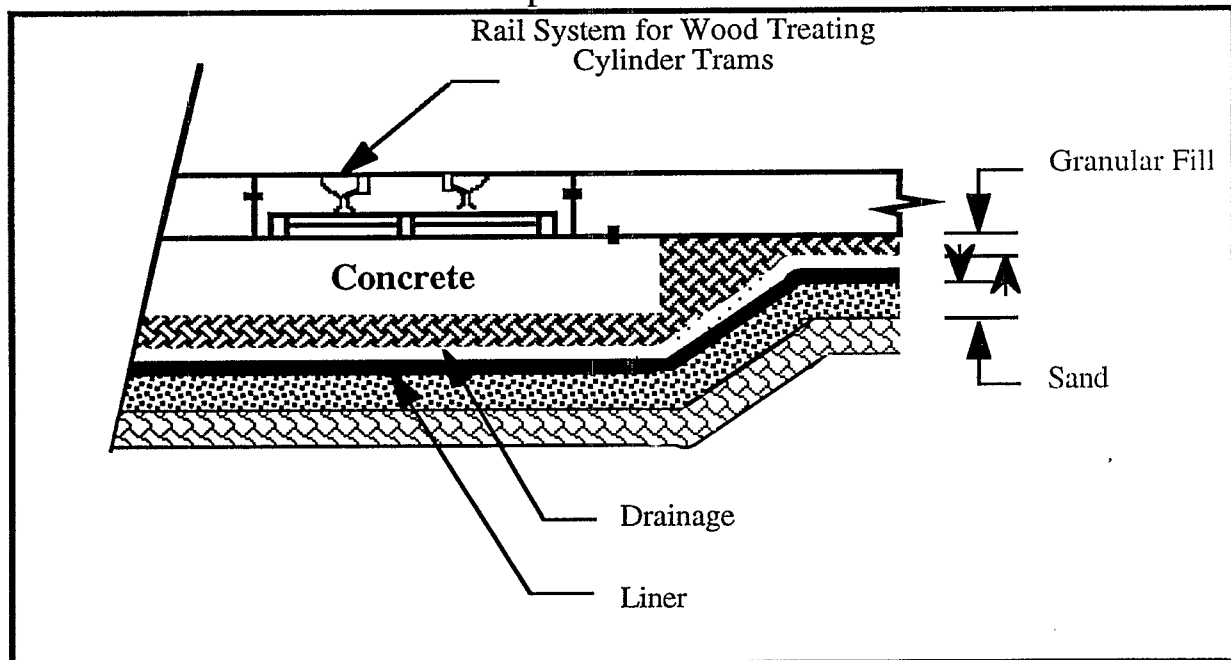 Rail System for Wood Treating
Cylinder Trams
Granular Fill
Concrete
Sand
Drainage
Liner